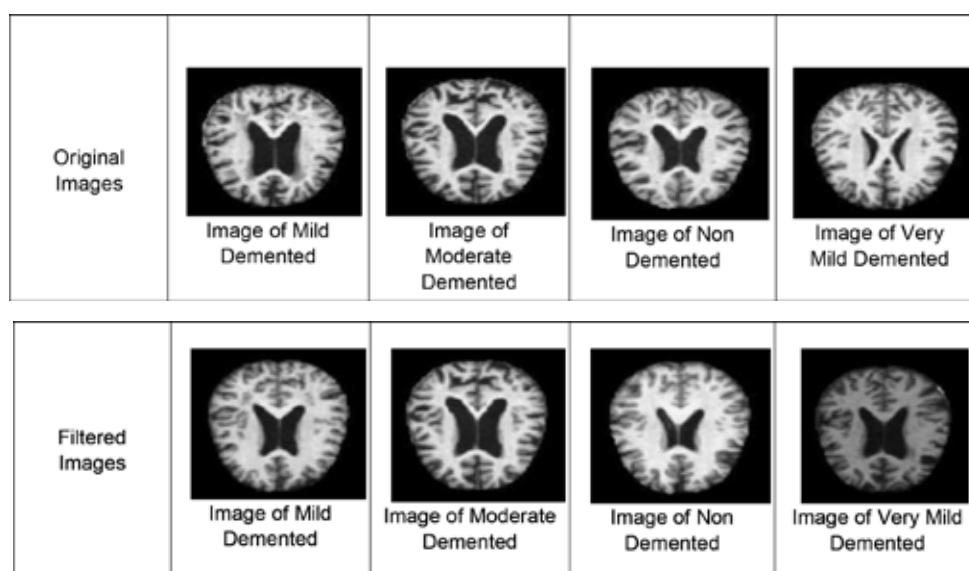 Original
Images
Image of Mild
Demented
Image of
Moderate
Demented
Image of Non
Demented
Image of Very
Mild Demented
Filtered
Images
Image of Mild
Demented
Image of Moderate
Demented
Image of Non
Demented
Image of Very Mild
Demented